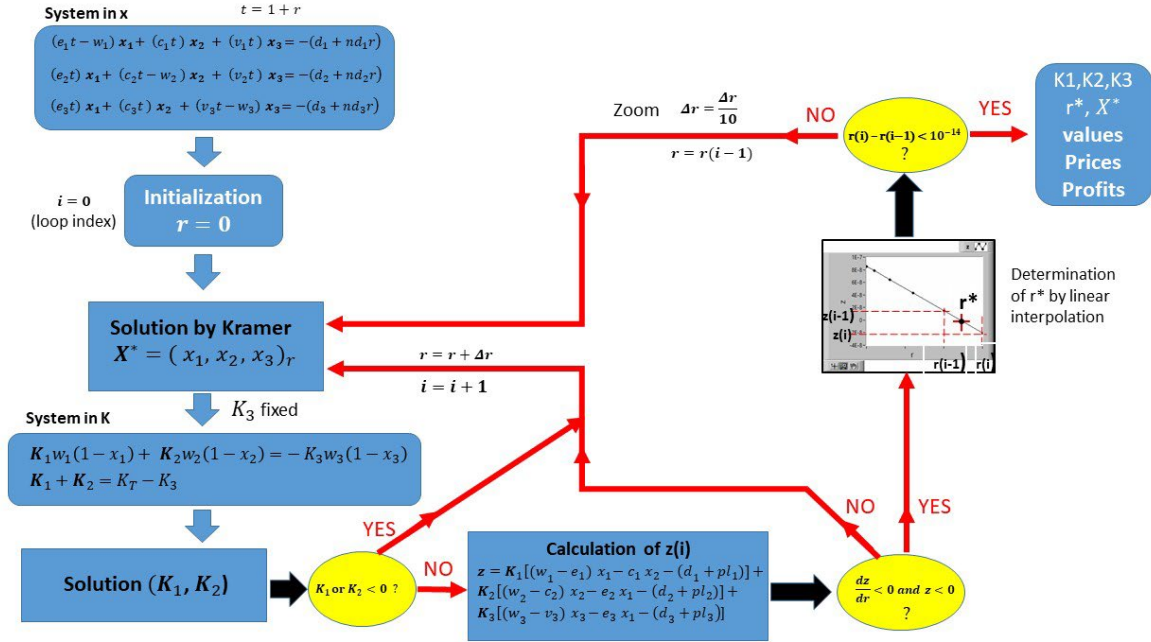 System in x
t = 1 + r
(e₁t − w₁) x₁+ (c₁t) x₂ + (v₁t) x₃= −(d₁ + nd₁r)
(e₂t) x₁+ (c₂t − w₂) x₂ + (v₂t) x₃= −(d₂ + nd₂r)
(e₃t) x₁+ (c₃t) x₂ + (v₃t − w₃) x₃= −(d₃ + nd₃r)
i = 0
(loop index)
Initialization
r = 0
Solution by Kramer
X* = ( x₁, x₂, x₃)ᵣ
K₃ fixed
System in K
K₁w₁(1 − x₁) + K₂w₂(1 − x₂) = − K₃w₃(1 − x₃)
K₁ + K₂ = K_T − K₃
Solution (K₁, K₂)
K₁ or K₂ < 0 ?
YES
NO
Calculation of z(i)
z = K₁[(w₁ − e₁) x₁ − c₁ x₂ − (d₁ + pl₁)] +
K₂[(w₂ − c₂) x₂ − e₂ x₁ − (d₂ + pl₂)] +
K₃[(w₃ − v₃) x₃ − e₃ x₁ − (d₃ + pl₃)]
dz/dr < 0 and z < 0
?
NO
YES
r = r + Δr
i = i + 1
z(i-1)
z(i)
r*
r(i-1)
r(i)
Determination
of r* by linear
interpolation
r(i) − r(i−1) < 10⁻¹⁴
?
NO
YES
Zoom Δr = Δr/10
r = r(i − 1)
K1,K2,K3
r*, X*
values
Prices
Profits